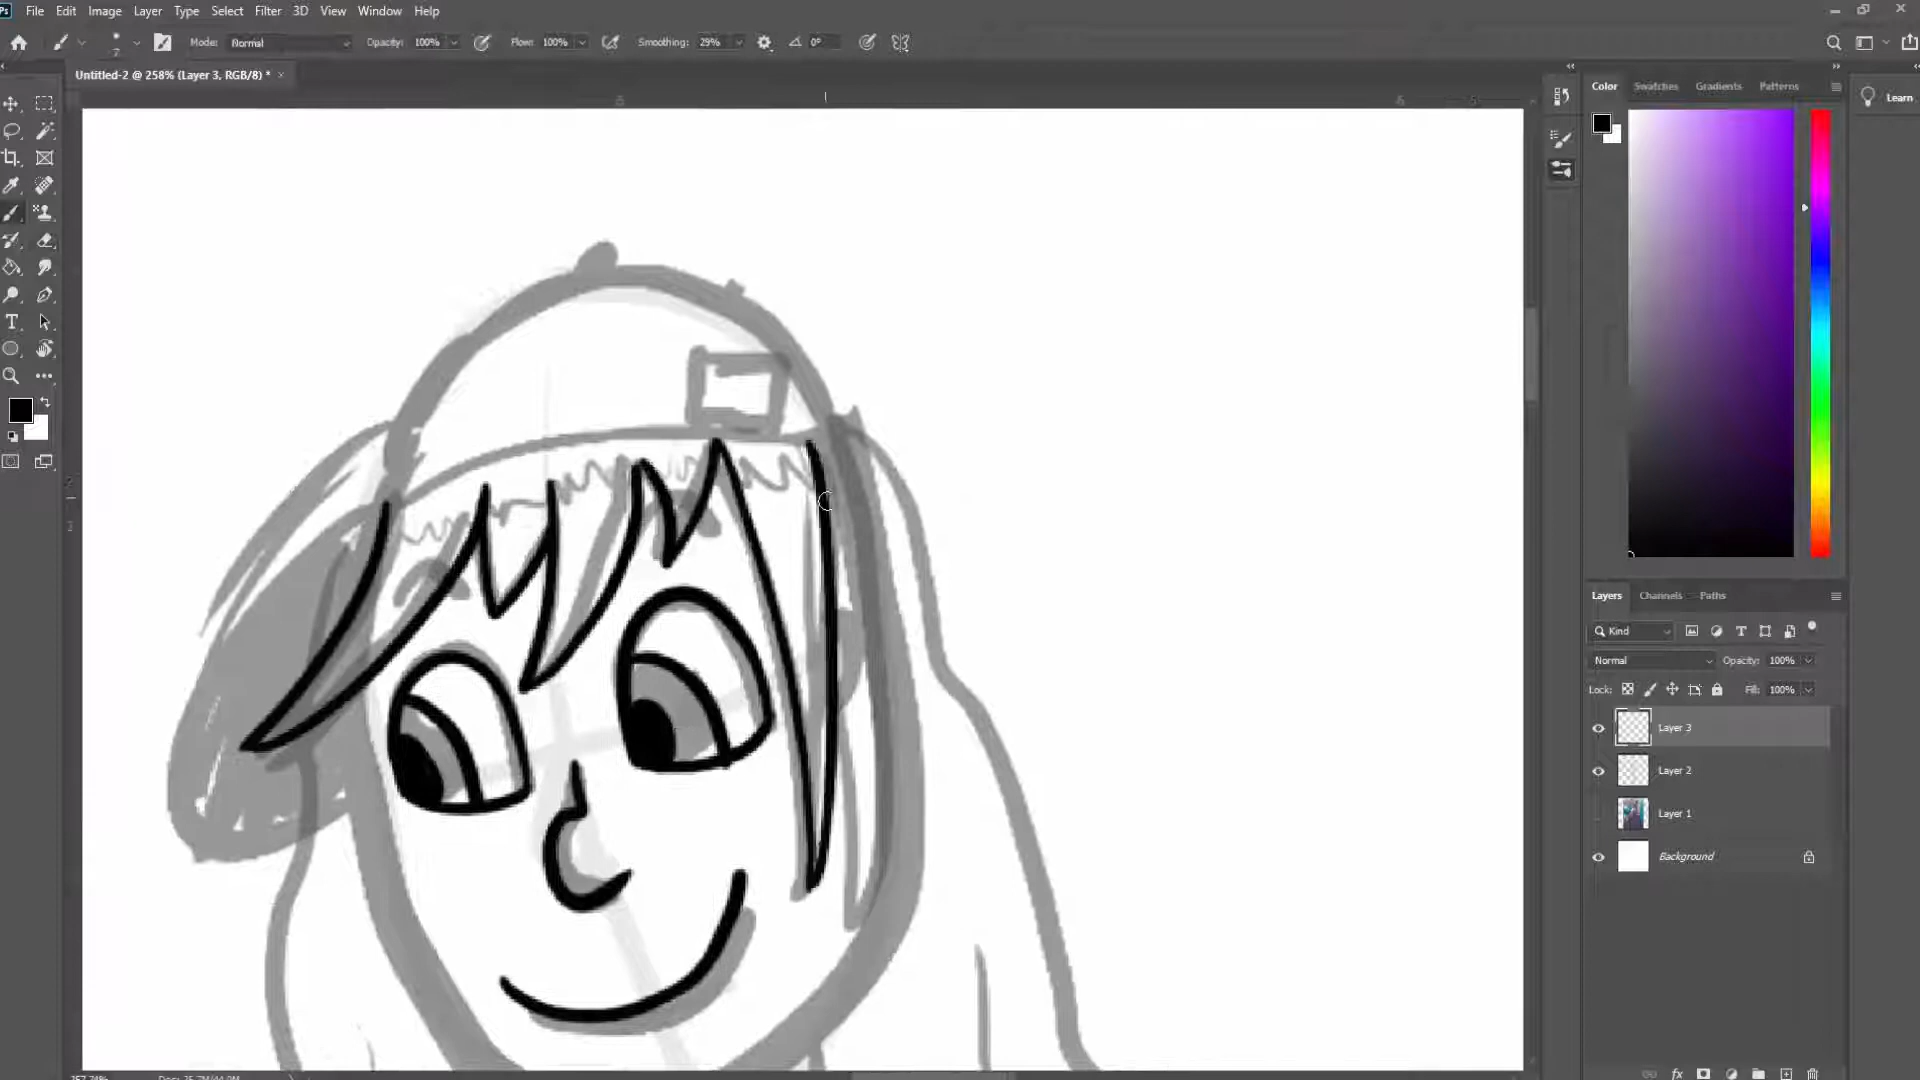 Ps File Edit Image Layer Type Select Filter 3D View Window Help
Mode: Normal Opacity: 100% Flow: 100% Smoothing: 29% 0°
Untitled-2 @ 258% (Layer 3, RGB/8) *
Color Swatches Gradients Patterns
Learn
Layers Channels Paths
Kind
Normal Opacity: 100%
Lock: Fill: 100%
Layer 3
Layer 2
Layer 1
Background